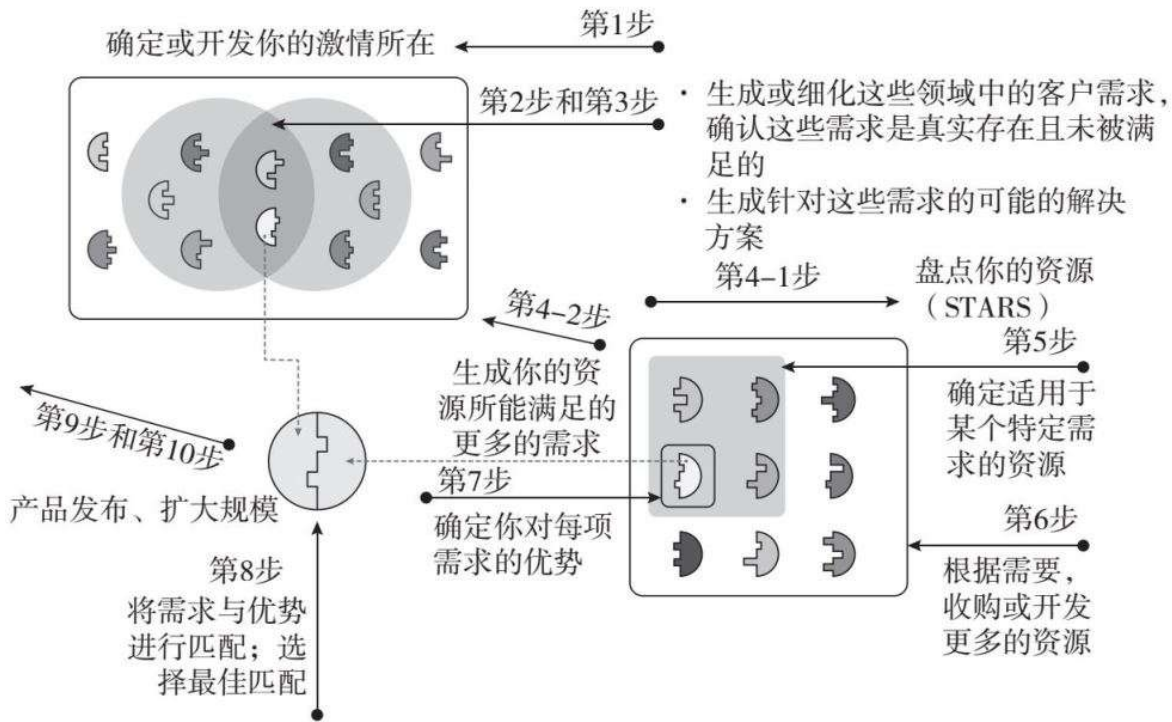 第1步
确定或开发你的激情所在
第2步和第3步
· 生成或细化这些领域中的客户需求，
确认这些需求是真实存在且未被满
足的
· 生成针对这些需求的可能的解决
方案
第4-1步
盘点你的资源
（STARS）
第4-2步
生成你的资
源所能满足的
更多的需求
第5步
确定适用于
某个特定需
求的资源
第6步
根据需要，
收购或开发
更多的资源
第7步
确定你对每项
需求的优势
第8步
将需求与优势
进行匹配；选
择最佳匹配
第9步和第10步
产品发布、扩大规模